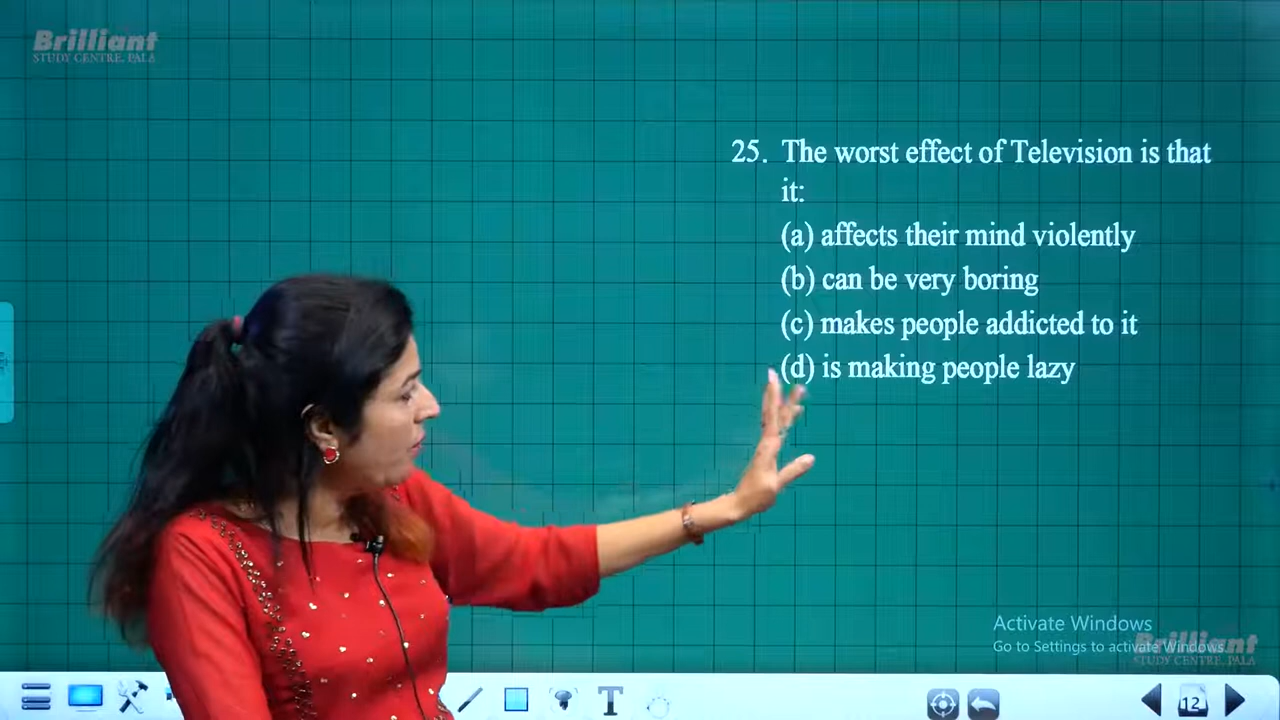 Brilliant
STUDY CENTRE, PALA
25. The worst effect of Television is that
it:
(a) affects their mind violently
(b) can be very boring
(c) makes people addicted to it
(d) is making people lazy
Activate Windows
Go to Settings to activate Windows.
Brilliant
STUDY CENTRE, PALA
T
12